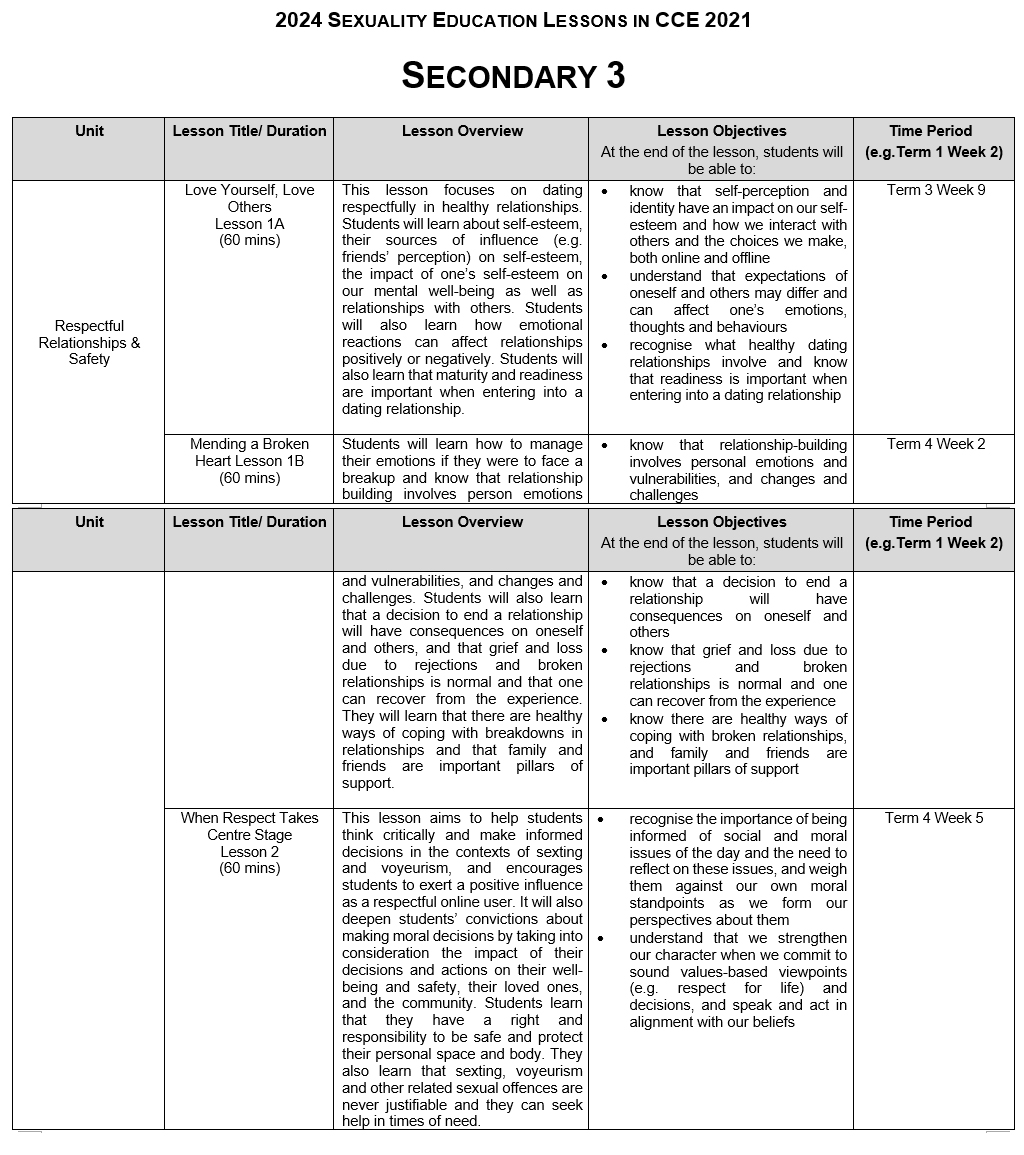 2024 SEXUALITY EDUCATION LESSONS IN CCE 2021
SECONDARY 3
Unit
Lesson Title/ Duration
Lesson Overview
Lesson Objectives
At the end of the lesson, students will
be able to:
Time Period
(e.g.Term 1 Week 2)
Respectful
Relationships &
Safety
Love Yourself, Love
Others
Lesson 1A
(60 mins)
This lesson focuses on dating
respectfully in healthy relationships.
Students will learn about self-esteem,
their sources of influence (e.g.
friends’ perception) on self-esteem,
the impact of one’s self-esteem on
our mental well-being as well as
relationships with others. Students
will also learn how emotional
reactions can affect relationships
positively or negatively. Students will
also learn that maturity and readiness
are important when entering into a
dating relationship.
• know that self-perception and
identity have an impact on our self-
esteem and how we interact with
others and the choices we make,
both online and offline
• understand that expectations of
oneself and others may differ and
can affect one’s emotions,
thoughts and behaviours
• recognise what healthy dating
relationships involve and know
that readiness is important when
entering into a dating relationship
Term 3 Week 9
Mending a Broken
Heart Lesson 1B
(60 mins)
Students will learn how to manage
their emotions if they were to face a
breakup and know that relationship
building involves person emotions
• know that relationship-building
involves personal emotions and
vulnerabilities, and changes and
challenges
Term 4 Week 2
Unit
Lesson Title/ Duration
Lesson Overview
Lesson Objectives
At the end of the lesson, students will
be able to:
Time Period
(e.g.Term 1 Week 2)
and vulnerabilities, and changes and
challenges. Students will also learn
that a decision to end a relationship
will have consequences on oneself
and others, and that grief and loss
due to rejections and broken
relationships is normal and that one
can recover from the experience.
They will learn that there are healthy
ways of coping with breakdowns in
relationships and that family and
friends are important pillars of
support.
• know that a decision to end a
relationship will have
consequences on oneself and
others
• know that grief and loss due to
rejections and broken
relationships is normal and one
can recover from the experience
• know there are healthy ways of
coping with broken relationships,
and family and friends are
important pillars of support
When Respect Takes
Centre Stage
Lesson 2
(60 mins)
This lesson aims to help students
think critically and make informed
decisions in the contexts of sexting
and voyeurism, and encourages
students to exert a positive influence
as a respectful online user. It will also
deepen students’ convictions about
making moral decisions by taking into
consideration the impact of their
decisions and actions on their well-
being and safety, their loved ones,
and the community. Students learn
that they have a right and
responsibility to be safe and protect
their personal space and body. They
also learn that sexting, voyeurism
and other related sexual offences are
never justifiable and they can seek
help in times of need.
• recognise the importance of being
informed of social and moral
issues of the day and the need to
reflect on these issues, and weigh
them against our own moral
standpoints as we form our
perspectives about them
• understand that we strengthen
our character when we commit to
sound values-based viewpoints
(e.g. respect for life) and
decisions, and speak and act in
alignment with our beliefs
Term 4 Week 5